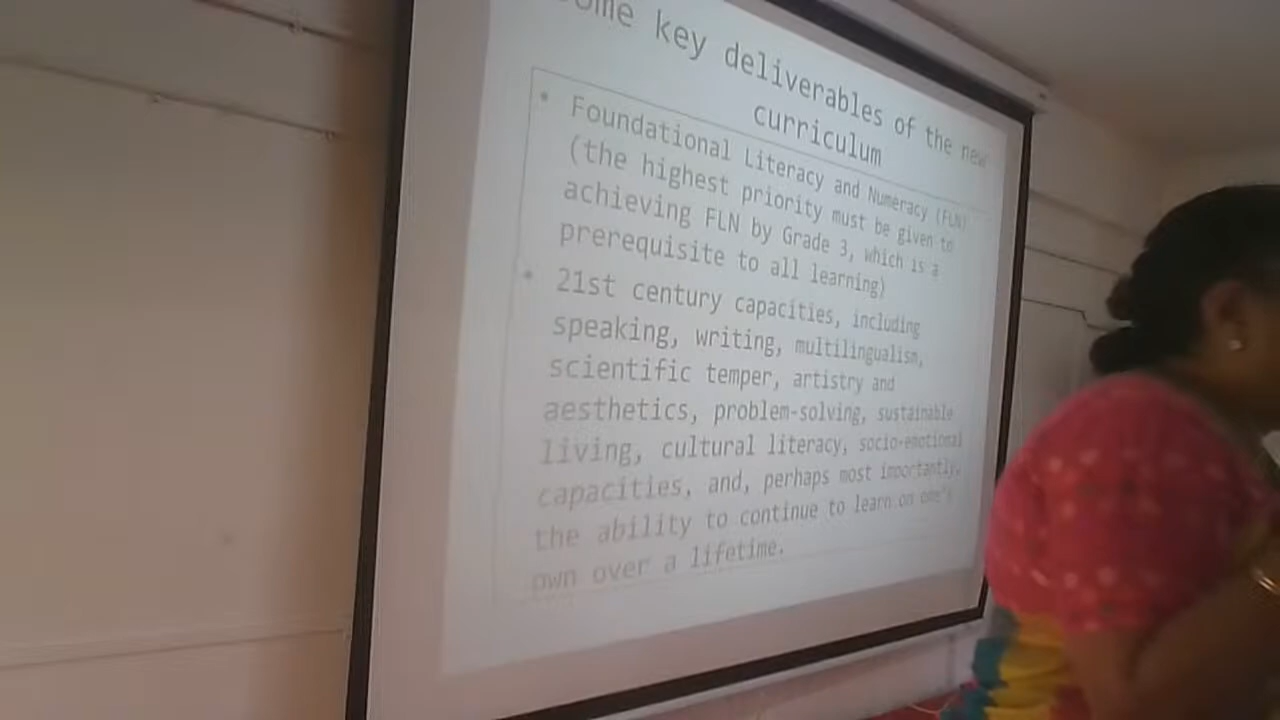 Some key deliverables of the new
curriculum
• Foundational Literacy and Numeracy (FLN)
(the highest priority must be given to
achieving FLN by Grade 3, which is a
prerequisite to all learning)
• 21st century capacities, including
speaking, writing, multilingualism,
scientific temper, artistry and
aesthetics, problem-solving, sustainable
living, cultural literacy, socio-emotional
capacities, and, perhaps most importantly,
the ability to continue to learn on one's
own over a lifetime.